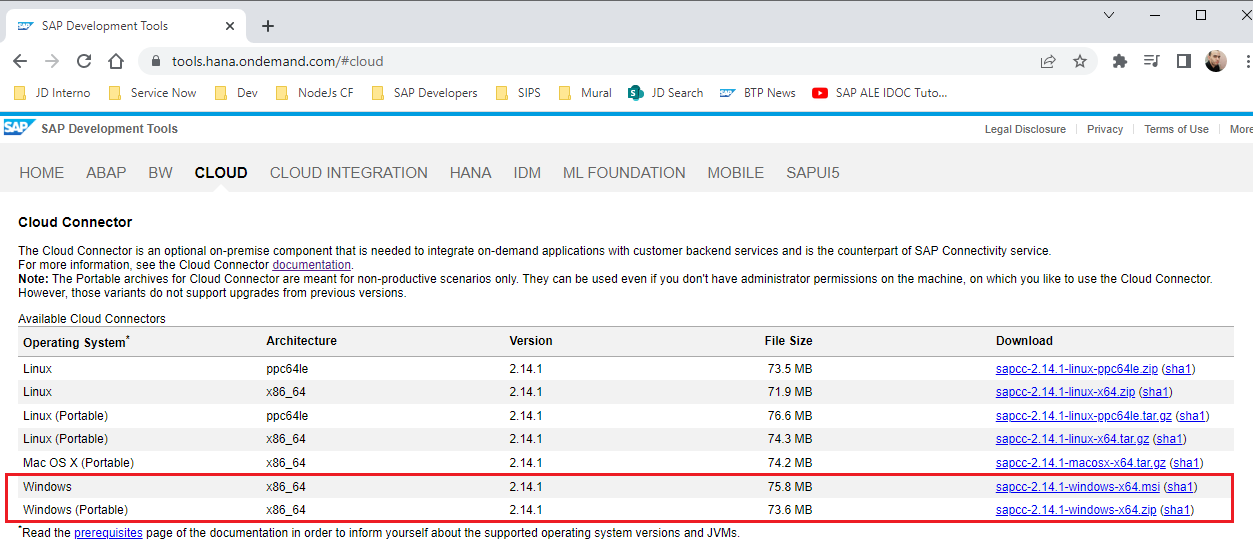 SAP SAP Development Tools
tools.hana.ondemand.com/#cloud
JD Interno Service Now Dev NodeJs CF SAP Developers SIPS Mural JD Search SAP BTP News SAP ALE IDOC Tuto...
SAP SAP Development Tools Legal Disclosure Privacy Terms of Use More
HOME ABAP BW CLOUD CLOUD INTEGRATION HANA IDM ML FOUNDATION MOBILE SAPUI5
Cloud Connector
The Cloud Connector is an optional on-premise component that is needed to integrate on-demand applications with customer backend services and is the counterpart of SAP Connectivity service.
For more information, see the Cloud Connector documentation.
Note: The Portable archives for Cloud Connector are meant for non-productive scenarios only. They can be used even if you don't have administrator permissions on the machine, on which you like to use the Cloud Connector.
However, those variants do not support upgrades from previous versions.
Available Cloud Connectors
Operating System* Architecture Version File Size Download
Linux ppc64le 2.14.1 73.5 MB sapcc-2.14.1-linux-ppc64le.zip (sha1)
Linux x86_64 2.14.1 71.9 MB sapcc-2.14.1-linux-x64.zip (sha1)
Linux (Portable) ppc64le 2.14.1 76.6 MB sapcc-2.14.1-linux-ppc64le.tar.gz (sha1)
Linux (Portable) x86_64 2.14.1 74.3 MB sapcc-2.14.1-linux-x64.tar.gz (sha1)
Mac OS X (Portable) x86_64 2.14.1 74.2 MB sapcc-2.14.1-macosx-x64.tar.gz (sha1)
Windows x86_64 2.14.1 75.8 MB sapcc-2.14.1-windows-x64.msi (sha1)
Windows (Portable) x86_64 2.14.1 73.6 MB sapcc-2.14.1-windows-x64.zip (sha1)
*Read the prerequisites page of the documentation in order to inform yourself about the supported operating system versions and JVMs.